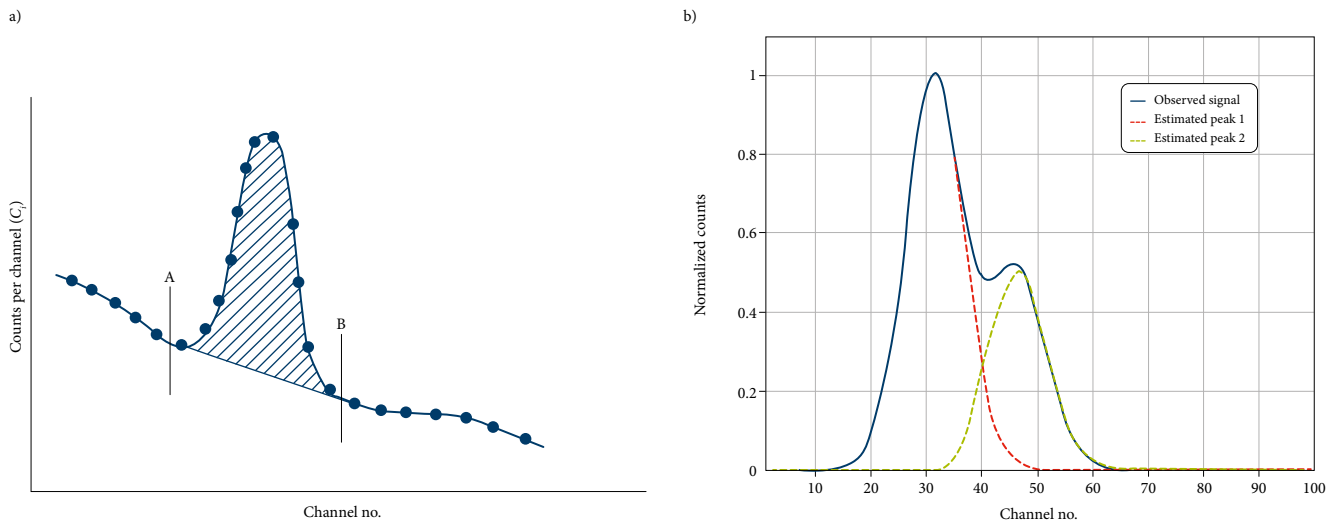 a)
Counts per channel (Ci)
A
B
Channel no.
b)
Normalized counts
1
0.8
0.6
0.4
0.2
0
10 20 30 40 50 60 70 80 90 100
Channel no.
Observed signal
Estimated peak 1
Estimated peak 2